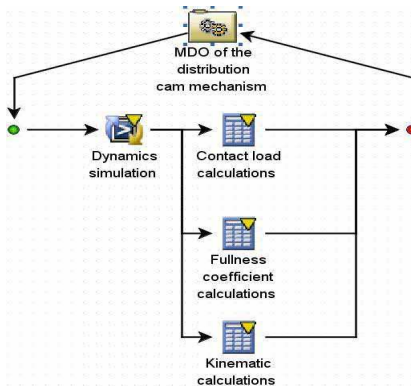 MDO of the
distribution
cam mechanism
Dynamics
simulation
Contact load
calculations
Fullness
coefficient
calculations
Kinematic
calculations